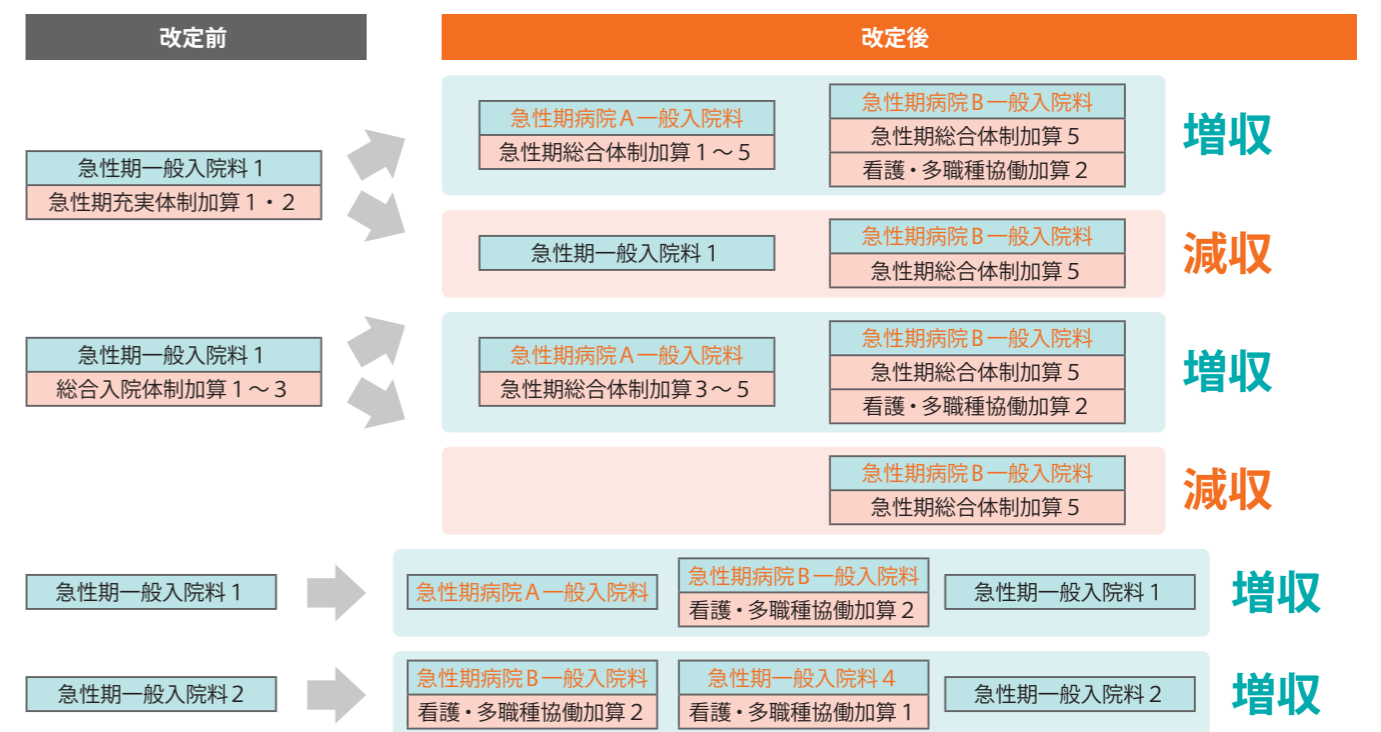 改定前
改定後
急性期一般入院料1
急性期充実体制加算1・2
急性期病院A一般入院料
急性期総合体制加算1～5
急性期病院B一般入院料
急性期総合体制加算5
看護・多職種協働加算2
増収
急性期一般入院料1
急性期病院B一般入院料
急性期総合体制加算5
減収
急性期一般入院料1
総合入院体制加算1～3
急性期病院A一般入院料
急性期総合体制加算3～5
急性期病院B一般入院料
急性期総合体制加算5
看護・多職種協働加算2
増収
急性期病院B一般入院料
急性期総合体制加算5
減収
急性期一般入院料1
急性期病院A一般入院料
急性期病院B一般入院料
看護・多職種協働加算2
急性期一般入院料1
増収
急性期一般入院料2
急性期病院B一般入院料
看護・多職種協働加算2
急性期一般入院料4
看護・多職種協働加算1
急性期一般入院料2
増収